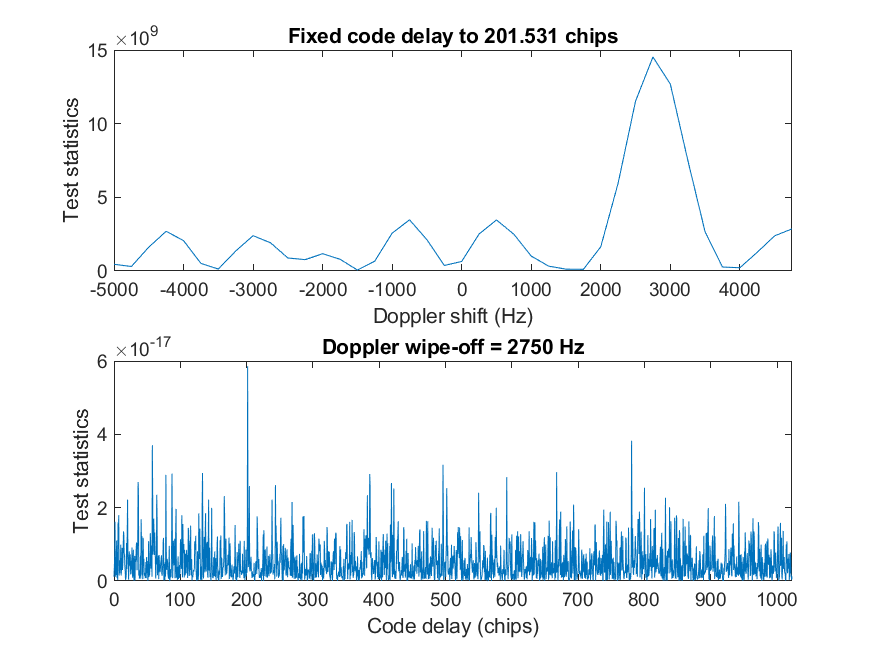 ×10^9
Fixed code delay to 201.531 chips
15
10
5
0
Test statistics
-5000 -4000 -3000 -2000 -1000 0 1000 2000 3000 4000
Doppler shift (Hz)
×10^-17
Doppler wipe-off = 2750 Hz
6
4
2
0
Test statistics
0 100 200 300 400 500 600 700 800 900 1000
Code delay (chips)